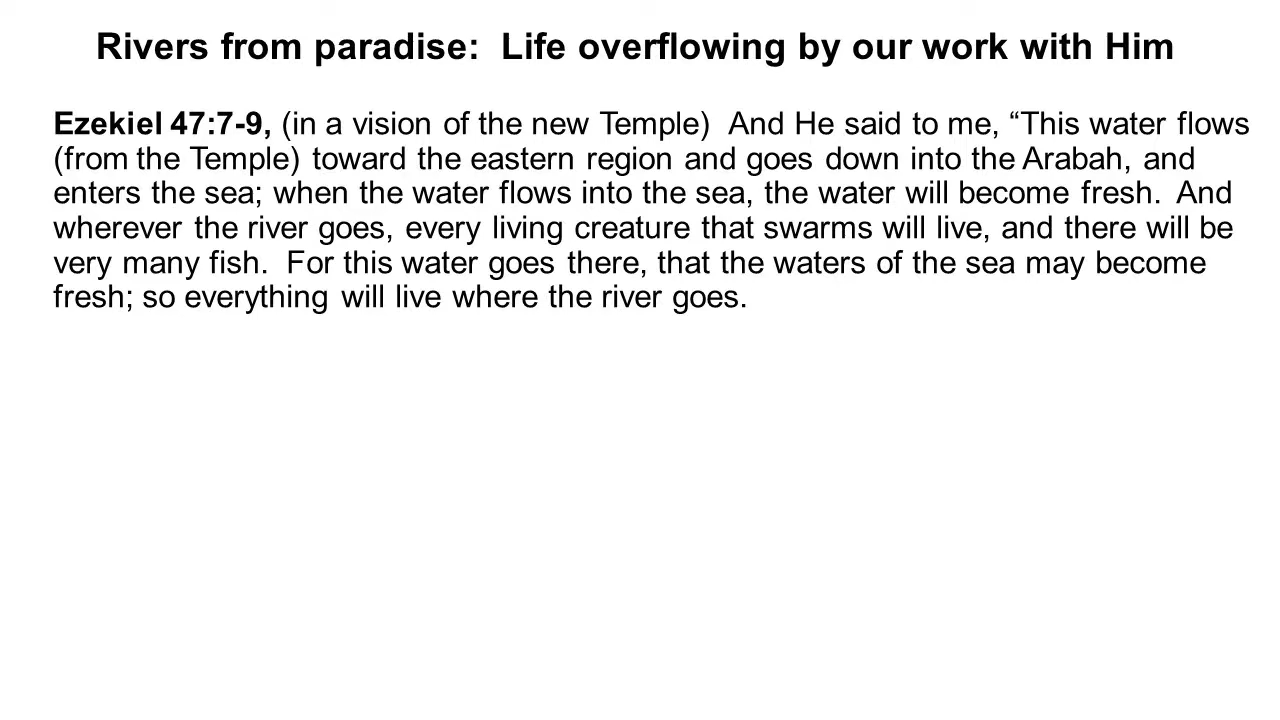 Rivers from paradise:  Life overflowing by our work with Him
Ezekiel 47:7-9, (in a vision of the new Temple)  And He said to me, “This water flows
(from the Temple) toward the eastern region and goes down into the Arabah, and
enters the sea; when the water flows into the sea, the water will become fresh.  And
wherever the river goes, every living creature that swarms will live, and there will be
very many fish.  For this water goes there, that the waters of the sea may become
fresh; so everything will live where the river goes.